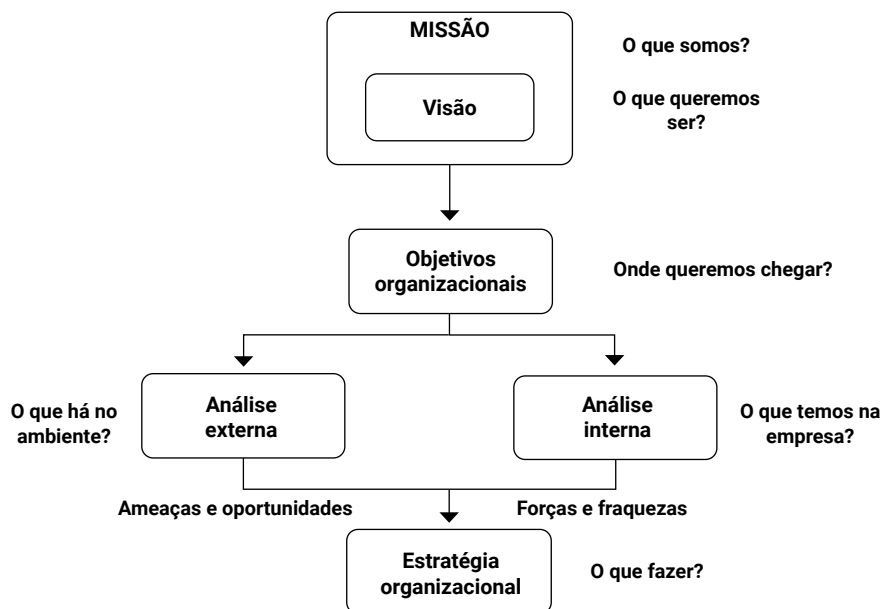 MISSÃO
O que somos?
Visão
O que queremos
ser?
Objetivos
organizacionais
Onde queremos chegar?
O que há no
ambiente?
Análise
externa
Análise
interna
O que temos na
empresa?
Ameaças e oportunidades
Forças e fraquezas
Estratégia
organizacional
O que fazer?